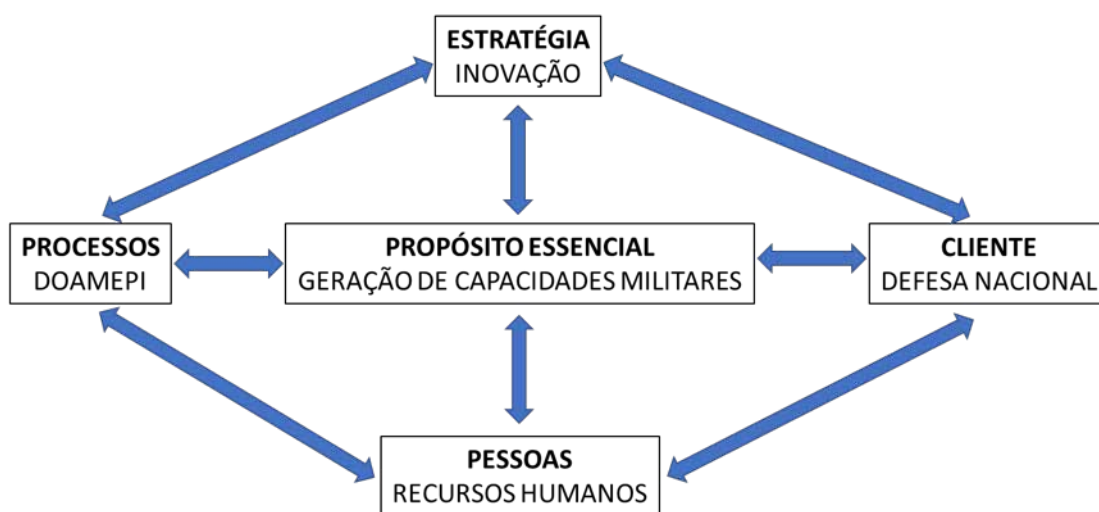 ESTRATÉGIA
INOVAÇÃO
PROCESSOS
DOAMEPI
PROPÓSITO ESSENCIAL
GERAÇÃO DE CAPACIDADES MILITARES
CLIENTE
DEFESA NACIONAL
PESSOAS
RECURSOS HUMANOS